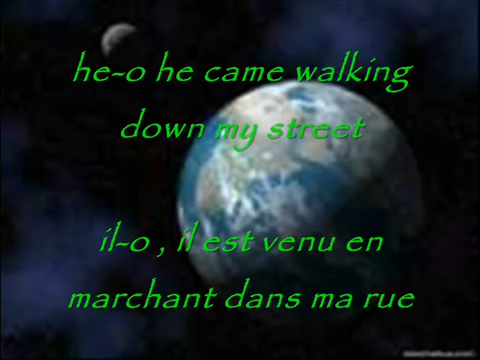 he-o he came walking
down my street
il-o , il est venu en
marchant dans ma rue